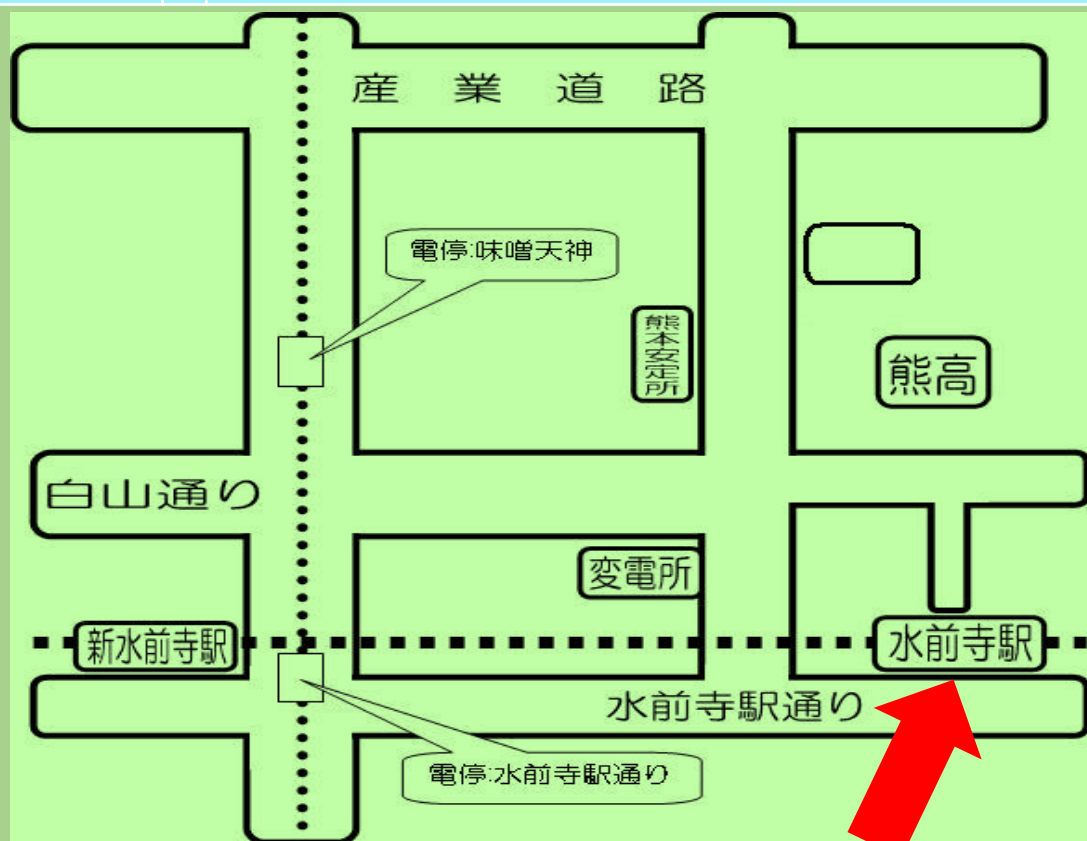 産業道路
電停:味噌天神
熊本安定所
熊高
白山通り
変電所
新水前寺駅
水前寺駅
水前寺駅通り
電停:水前寺駅通り